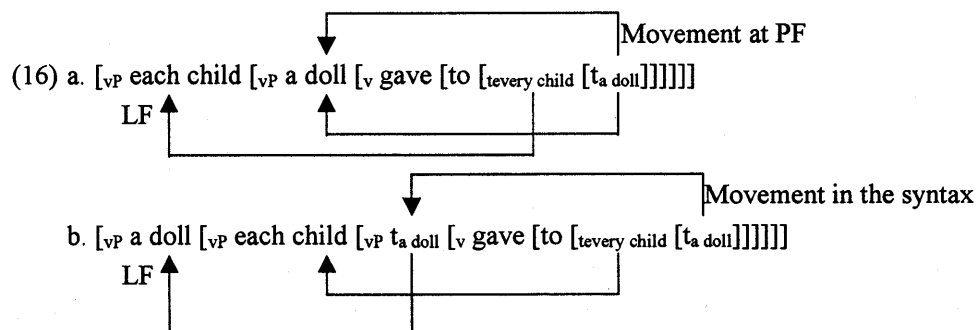 Movement at PF
(16) a. [vP each child [vP a doll [v gave [to [tevery child [ta doll]]]]]]
LF
Movement in the syntax
b. [vP a doll [vP each child [vP ta doll [v gave [to [tevery child [ta doll]]]]]]
LF